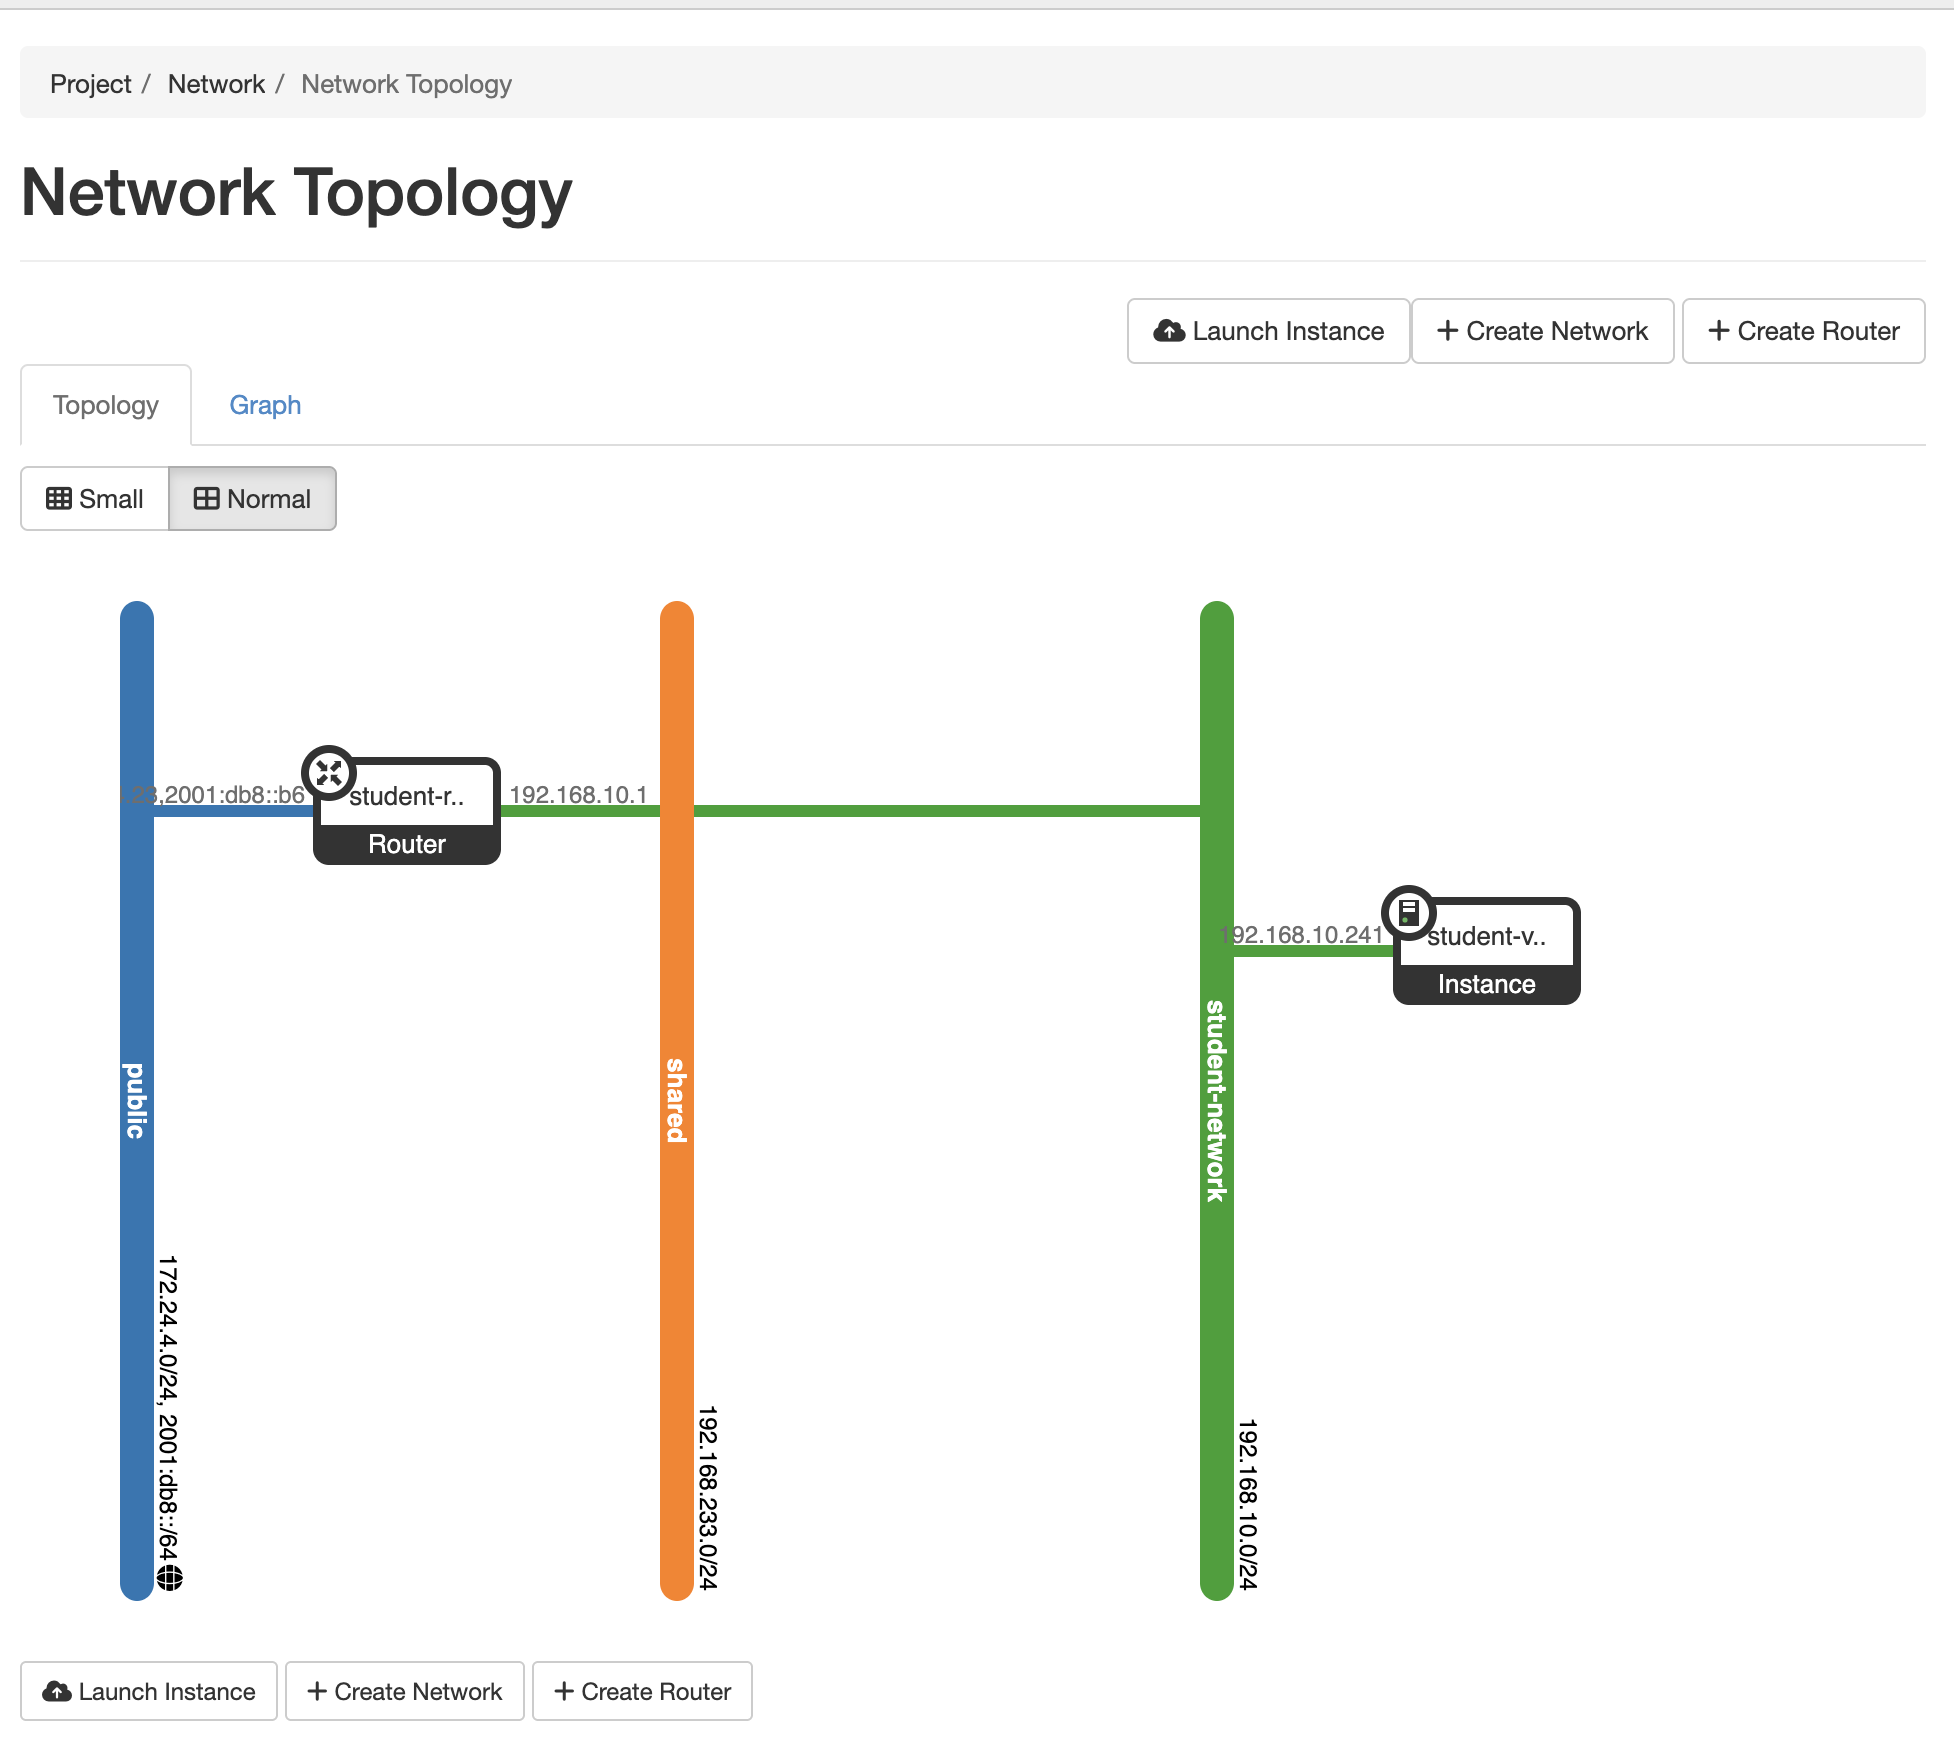 Project / Network / Network Topology
Network Topology
Launch Instance
+ Create Network
+ Create Router
Topology
Graph
Small
Normal
.23,2001:db8::b6
student-r..
Router
192.168.10.1
192.168.10.241
student-v..
Instance
public
172.24.4.0/24, 2001:db8::/64
shared
192.168.233.0/24
student-network
192.168.10.0/24
Launch Instance
+ Create Network
+ Create Router